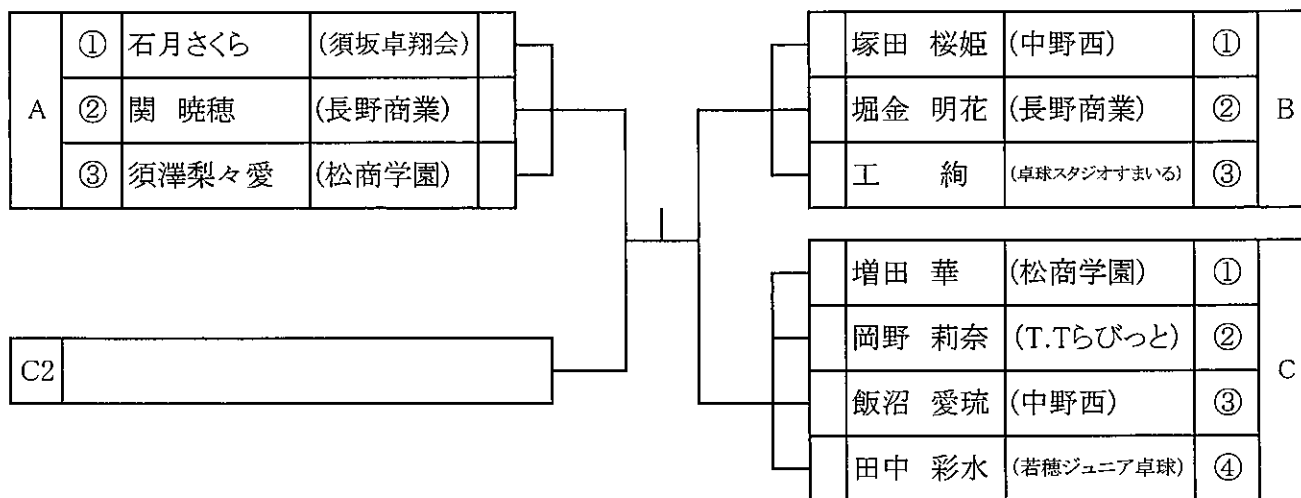 A
① 石月さくら (須坂卓翔会)
② 関 暁穂 (長野商業)
③ 須澤梨々愛 (松商学園)
C2
塚田 桜姫 (中野西) ①
堀金 明花 (長野商業) ②
工 絢 (卓球スタジオすまいる) ③
B
増田 華 (松商学園) ①
岡野 莉奈 (T.Tらびっと) ②
飯沼 愛琉 (中野西) ③
田中 彩水 (若穂ジュニア卓球) ④
C